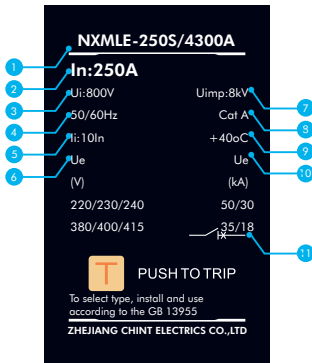 NXMLE-250S/4300A
1
In:250A
2
Ui:800V Uimp:8kV
3 7
50/60Hz Cat A
4 8
Ii:10In +40oC
5 9
Ue Ue
6 10
(V) (kA)
220/230/240 50/30
380/400/415 35/18
11
T PUSH TO TRIP
To select type, install and use
according to the GB 13955
ZHEJIANG CHINT ELECTRICS CO.,LTD